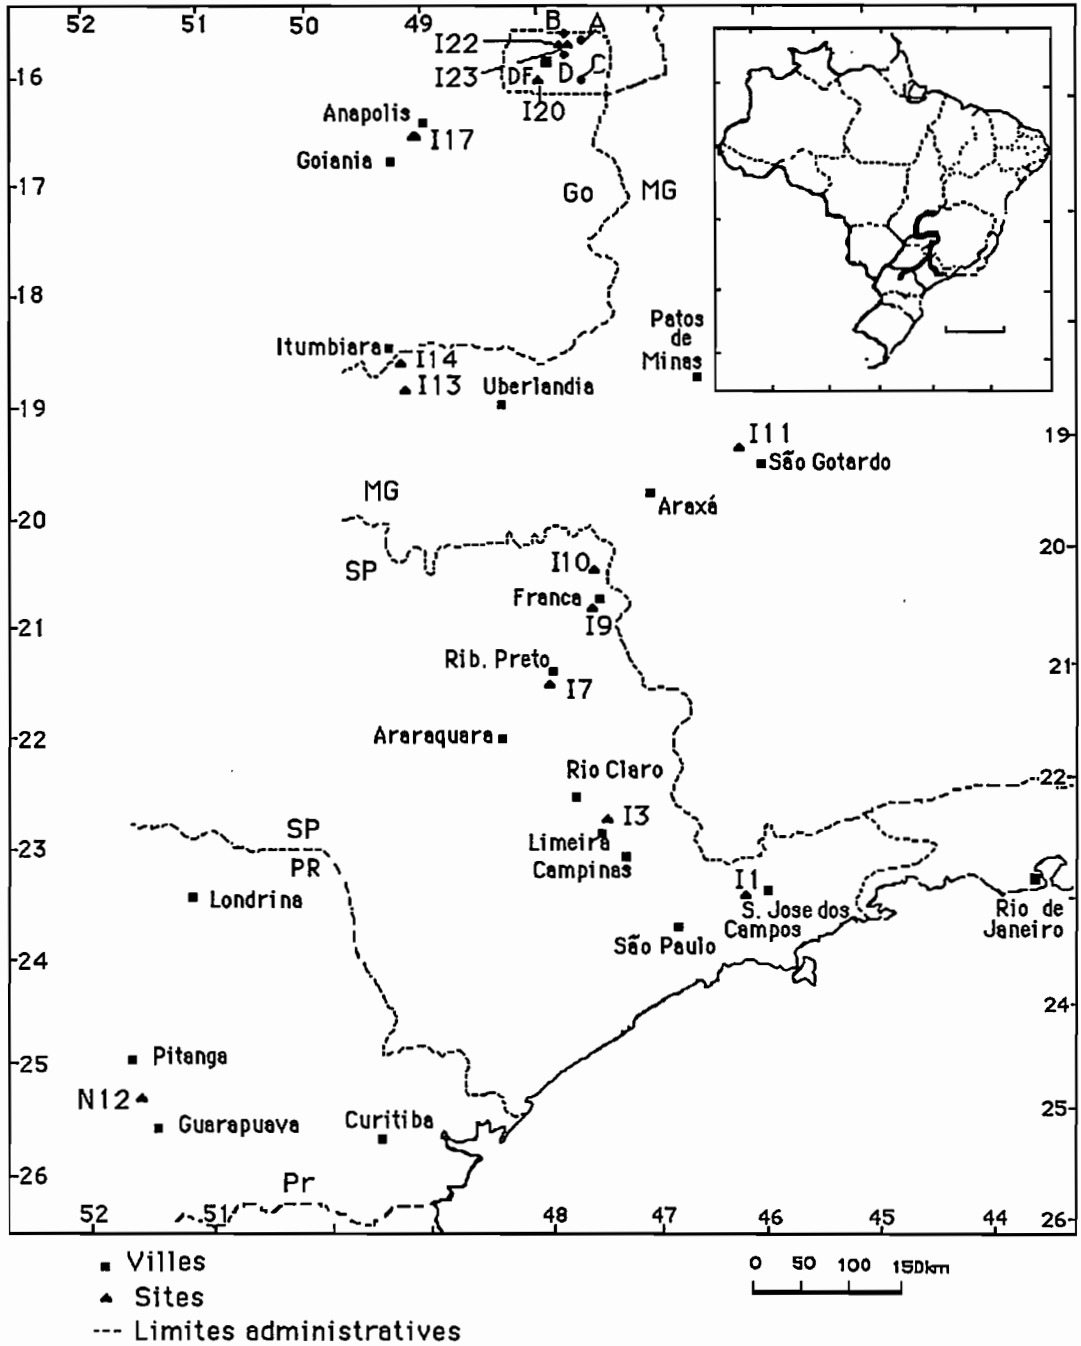 52 51 50 49
B A
I22
-16
I23 DF D C
I20
Anapolis
I17
Goiania
-17
Go MG
-18
Patos
de
Minas
Itumbiara
I14
I13
Uberlandia
-19
I11
19
São Gotardo
MG
Araxá
-20
20
SP
I10
Franca
I9
-21
Rib. Preto
21
I7
-22
Araraquara
Rio Claro
22
I3
SP
Limeira
-23
PR
Campinas
I1
Londrina
S. Jose dos
Campos
Rio de
Janeiro
São Paulo
-24
24
Pitanga
-25
N12
25
Guarapuava
Curitiba
-26
Pr
52 51 48 47 46 45 44 26-
Villes
Sites
--- Limites administratives
0 50 100 150km